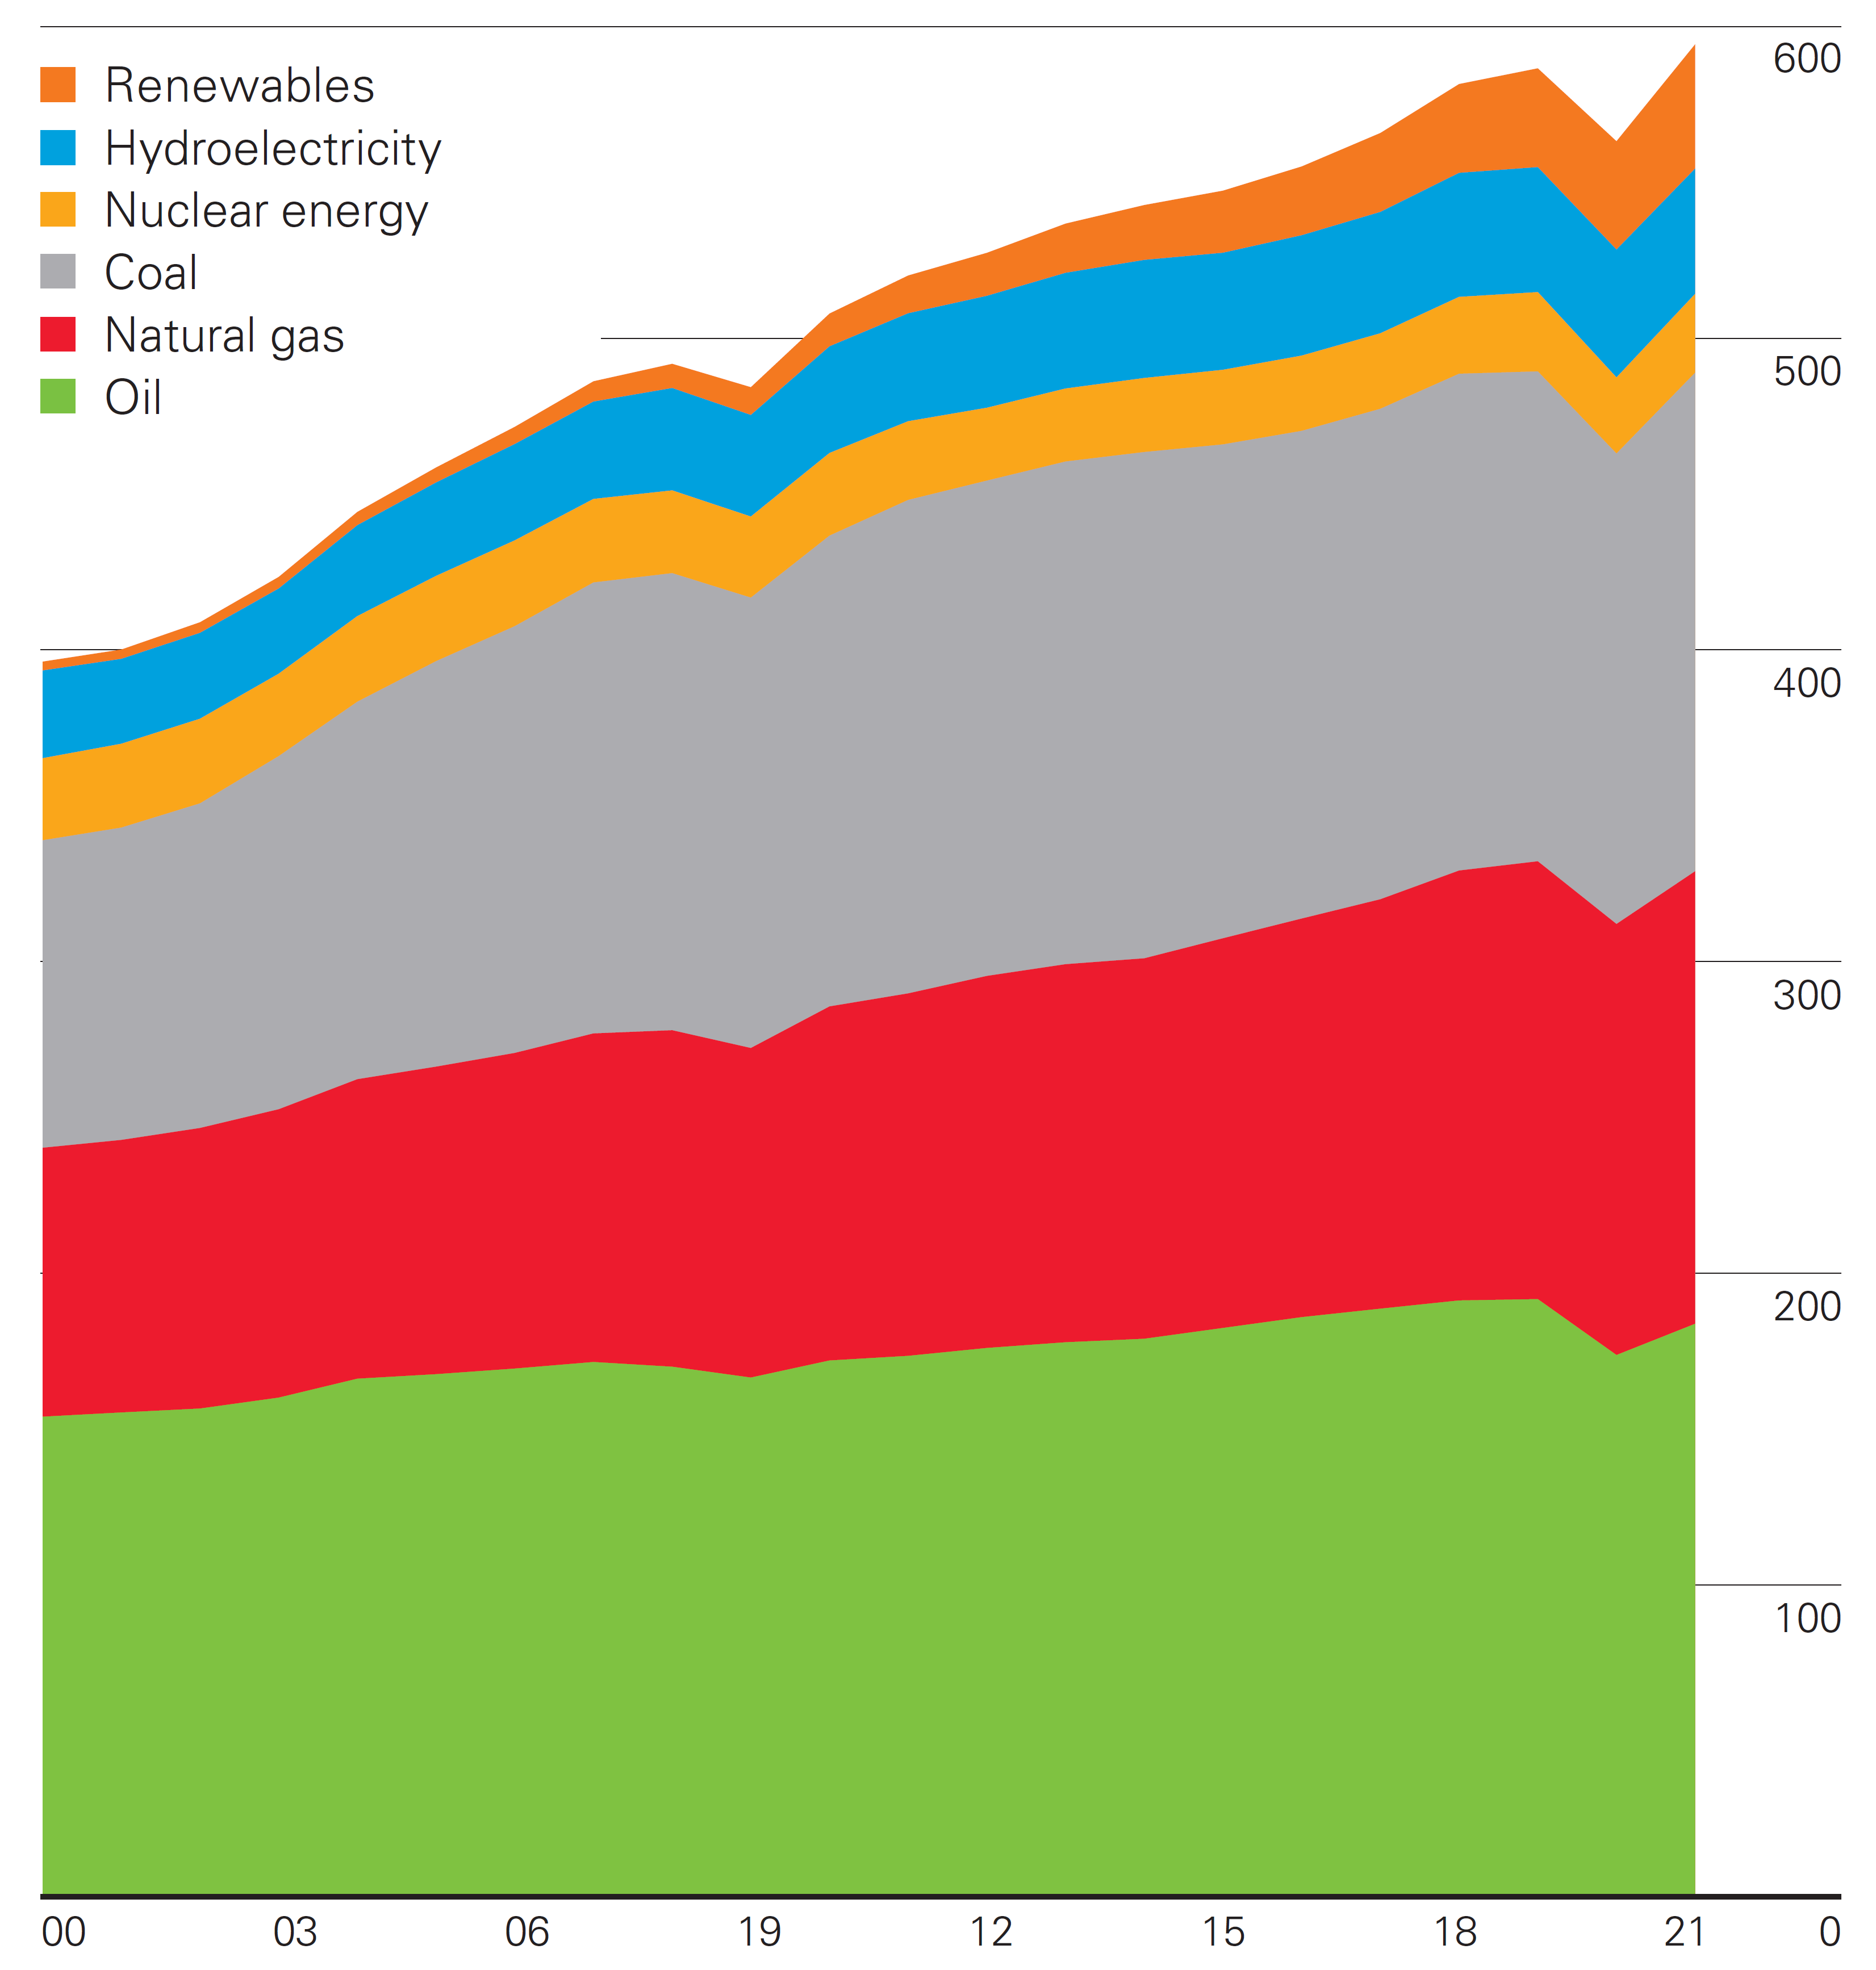 Renewables
Hydroelectricity
Nuclear energy
Coal
Natural gas
Oil
600
500
400
300
200
100
00 03 06 19 12 15 18 21 0